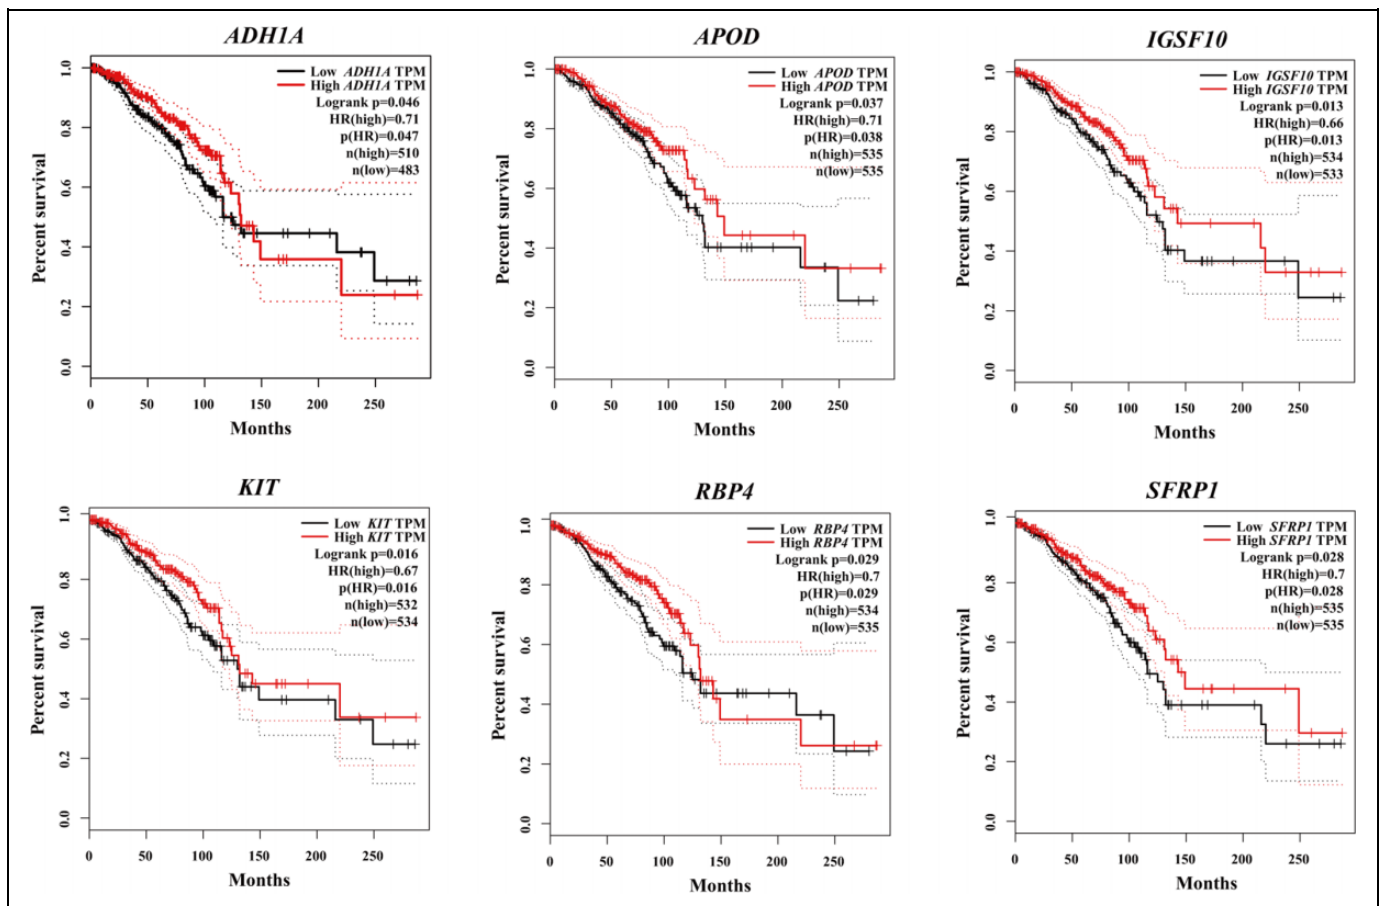 ADH1A
Low ADH1A TPM
High ADH1A TPM
Logrank p=0.046
HR(high)=0.71
p(HR)=0.047
n(high)=510
n(low)=483
Percent survival
1.0
0.8
0.6
0.4
0.2
0.0
0 50 100 150 200 250
Months
APOD
Low APOD TPM
High APOD TPM
Logrank p=0.037
HR(high)=0.71
p(HR)=0.038
n(high)=535
n(low)=535
Percent survival
1.0
0.8
0.6
0.4
0.2
0.0
0 50 100 150 200 250
Months
IGSF10
Low IGSF10 TPM
High IGSF10 TPM
Logrank p=0.013
HR(high)=0.66
p(HR)=0.013
n(high)=534
n(low)=533
Percent survival
1.0
0.8
0.6
0.4
0.2
0.0
0 50 100 150 200 250
Months
KIT
Low KIT TPM
High KIT TPM
Logrank p=0.016
HR(high)=0.67
p(HR)=0.016
n(high)=532
n(low)=534
Percent survival
1.0
0.8
0.6
0.4
0.2
0.0
0 50 100 150 200 250
Months
RBP4
Low RBP4 TPM
High RBP4 TPM
Logrank p=0.029
HR(high)=0.7
p(HR)=0.029
n(high)=534
n(low)=535
Percent survival
1.0
0.8
0.6
0.4
0.2
0.0
0 50 100 150 200 250
Months
SFRP1
Low SFRP1 TPM
High SFRP1 TPM
Logrank p=0.028
HR(high)=0.7
p(HR)=0.028
n(high)=535
n(low)=535
Percent survival
1.0
0.8
0.6
0.4
0.2
0.0
0 50 100 150 200 250
Months